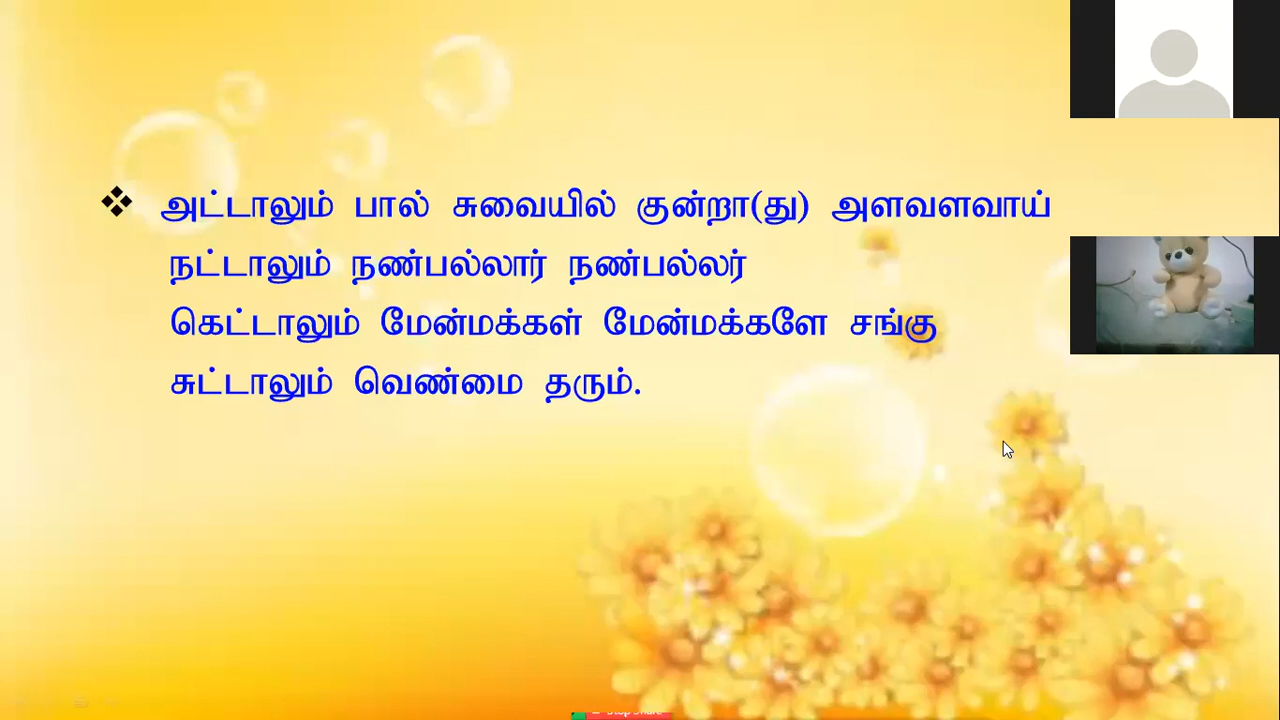 ❖ அட்டாலும் பால் சுவையில் குன்றா(து) அளவளவாய்
நட்டாலும் நண்பல்லார் நண்பல்லர்
கெட்டாலும் மேன்மக்கள் மேன்மக்களே சங்கு
சுட்டாலும் வெண்மை தரும்.